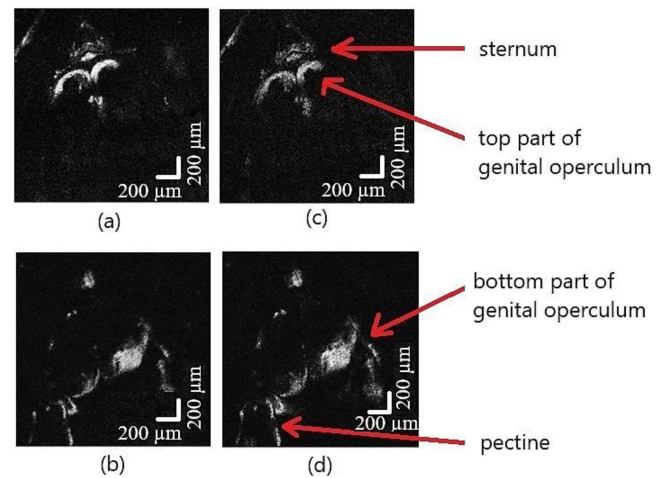 sternum
top part of
genital operculum
200 µm
200 µm
200 µm
200 µm
(a)
(c)
bottom part of
genital operculum
200 µm
200 µm
200 µm
200 µm
pectine
(b)
(d)